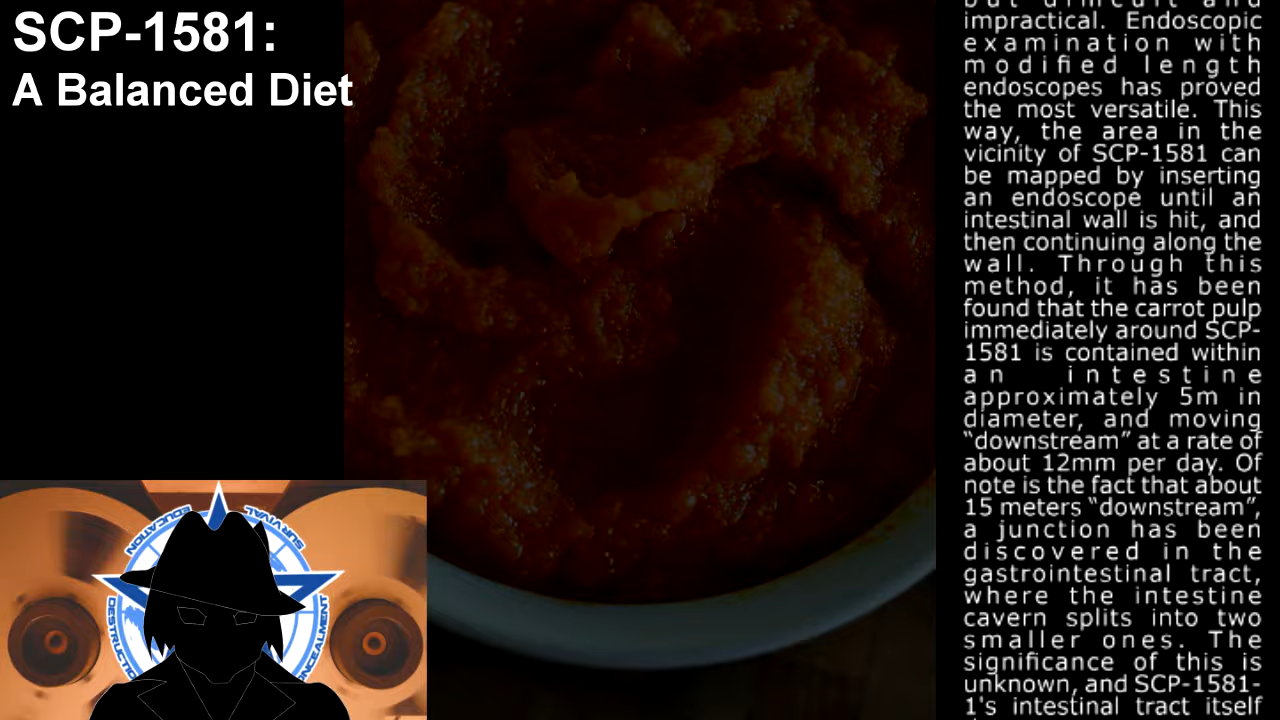 SCP-1581:
A Balanced Diet
but difficult and
impractical. Endoscopic
examination with
modified length
endoscopes has proved
the most versatile. This
way, the area in the
vicinity of SCP-1581 can
be mapped by inserting
an endoscope until an
intestinal wall is hit, and
then continuing along the
wall. Through this
method, it has been
found that the carrot pulp
immediately around SCP-
1581 is contained within
an intestine
approximately 5m in
diameter, and moving
“downstream” at a rate of
about 12mm per day. Of
note is the fact that about
15 meters “downstream”,
a junction has been
discovered in the
gastrointestinal tract,
where the intestine
cavern splits into two
smaller ones. The
significance of this is
unknown, and SCP-1581-
1's intestinal tract itself
EDUCATION
SURVIVAL